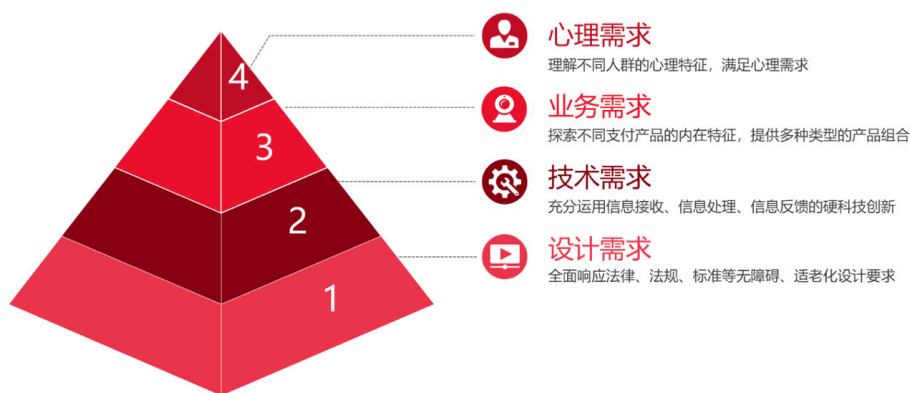 4
心理需求
理解不同人群的心理特征，满足心理需求
3
业务需求
探索不同支付产品的内在特征，提供多种类型的产品组合
2
技术需求
充分运用信息接收、信息处理、信息反馈的硬科技创新
1
设计需求
全面响应法律、法规、标准等无障碍、适老化设计要求